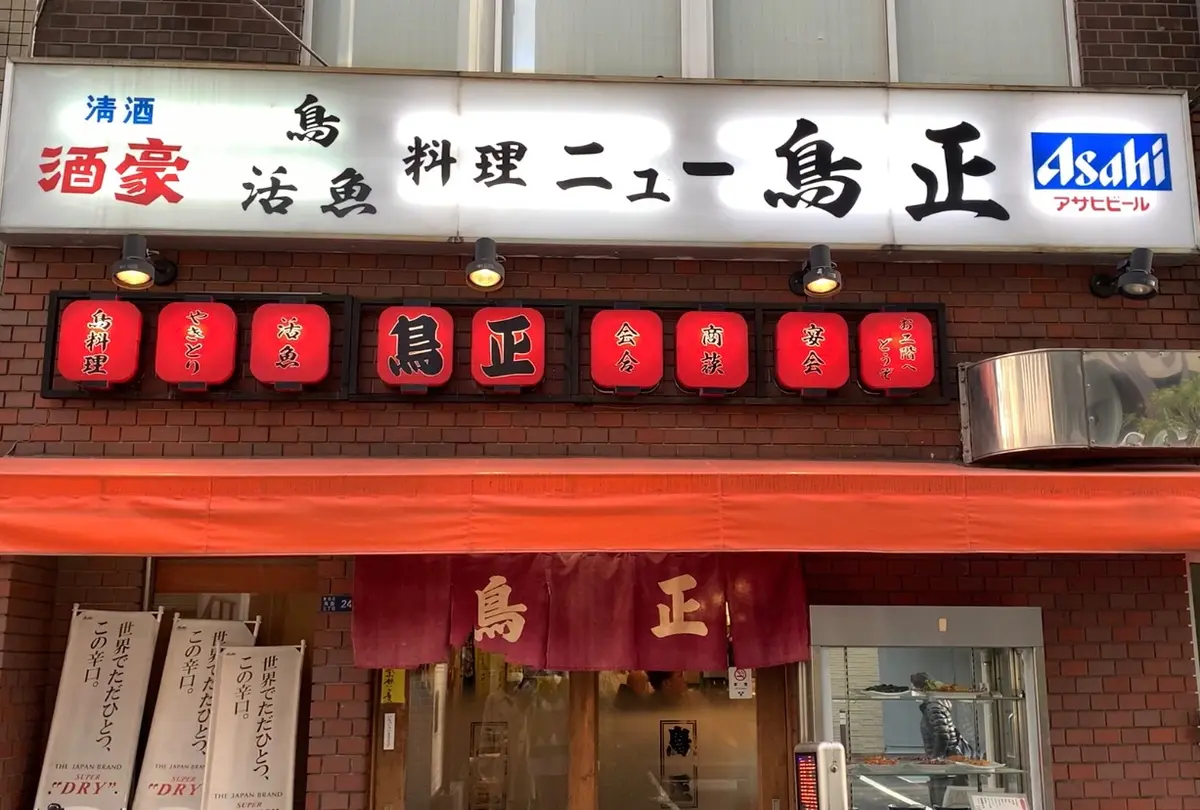 清酒
酒豪
鳥
活魚
料理ニュー鳥正
Asahi
アサヒビール
鳥料理
やきとり
活魚
鳥
正
会合
商談
宴会
お二階へ
どうぞ
鳥正
24
世界でただひとつ、
この辛口。
THE JAPAN BRAND
SUPER
"DRY"
世界でただひとつ、
この辛口。
THE JAPAN BRAND
SUPER
"DRY
世界でただひとつ、
この辛口。
THE JAPAN BRAND
SUPER
"DRY"
鳥
正